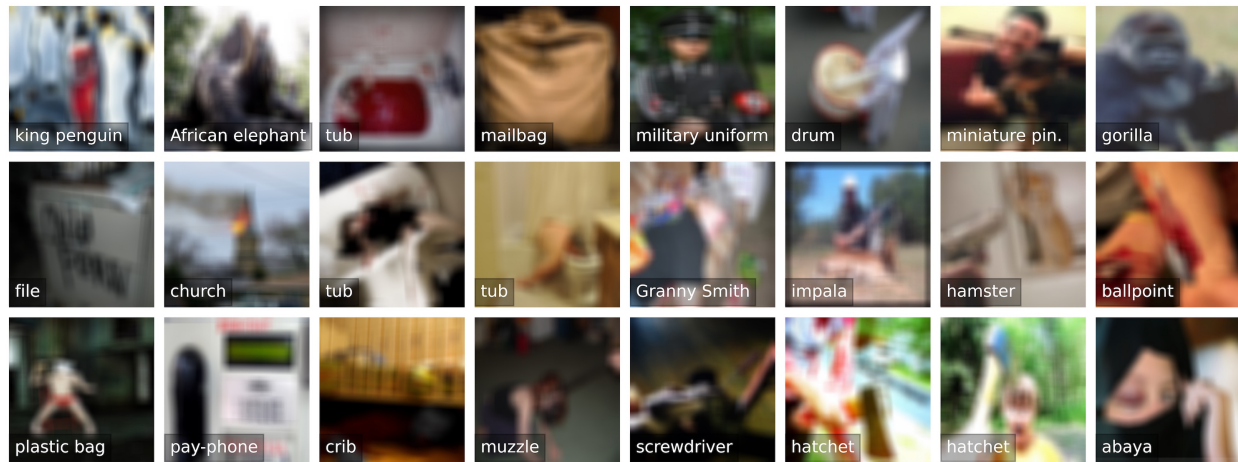 king penguin
African elephant
tub
mailbag
military uniform
drum
miniature pin.
gorilla
file
church
tub
tub
Granny Smith
impala
hamster
ballpoint
plastic bag
pay-phone
crib
muzzle
screwdriver
hatchet
hatchet
abaya